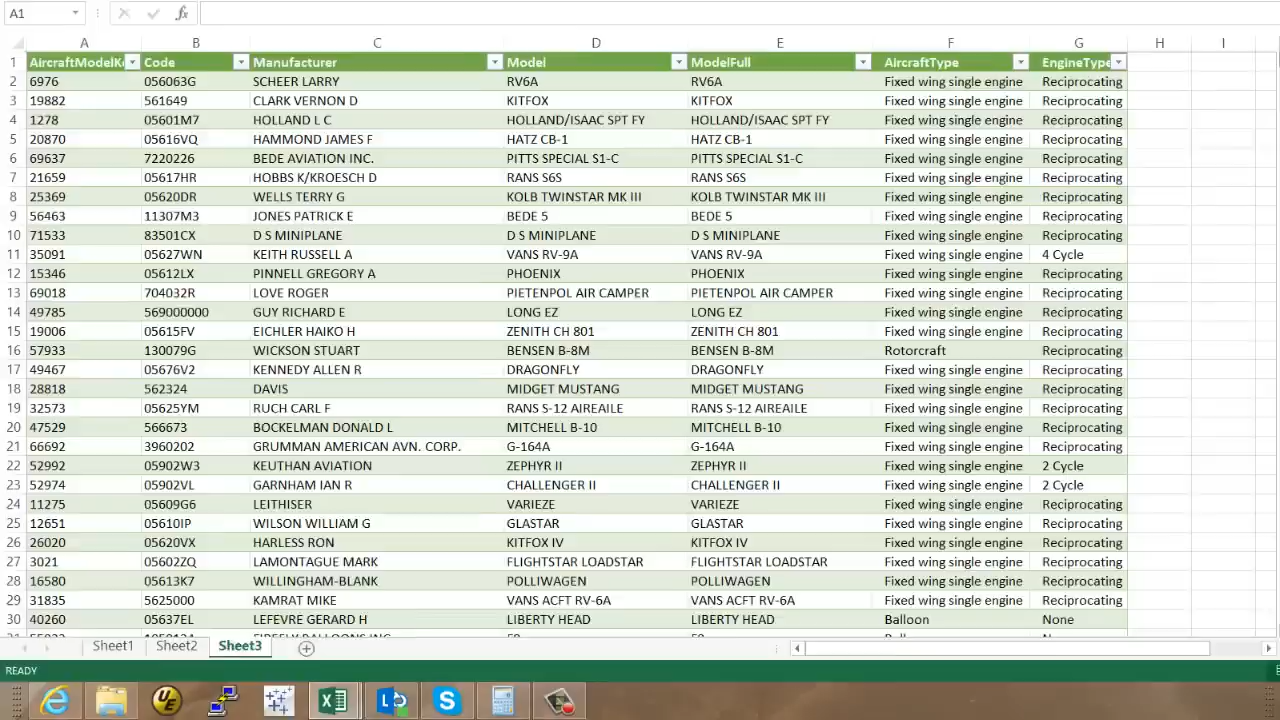 A1
A B C D E F G H I
1 AircraftModelKe Code Manufacturer Model ModelFull AircraftType EngineType
2 6976 056063G SCHEER LARRY RV6A RV6A Fixed wing single engine Reciprocating
3 19882 561649 CLARK VERNON D KITFOX KITFOX Fixed wing single engine Reciprocating
4 1278 05601M7 HOLLAND L C HOLLAND/ISAAC SPT FY HOLLAND/ISAAC SPT FY Fixed wing single engine Reciprocating
5 20870 05616VQ HAMMOND JAMES F HATZ CB-1 HATZ CB-1 Fixed wing single engine Reciprocating
6 69637 7220226 BEDE AVIATION INC. PITTS SPECIAL S1-C PITTS SPECIAL S1-C Fixed wing single engine Reciprocating
7 21659 05617HR HOBBS K/KROESCH D RANS S6S RANS S6S Fixed wing single engine Reciprocating
8 25369 05620DR WELLS TERRY G KOLB TWINSTAR MK III KOLB TWINSTAR MK III Fixed wing single engine Reciprocating
9 56463 11307M3 JONES PATRICK E BEDE 5 BEDE 5 Fixed wing single engine Reciprocating
10 71533 83501CX D S MINIPLANE D S MINIPLANE D S MINIPLANE Fixed wing single engine Reciprocating
11 35091 05627WN KEITH RUSSELL A VANS RV-9A VANS RV-9A Fixed wing single engine 4 Cycle
12 15346 05612LX PINNELL GREGORY A PHOENIX PHOENIX Fixed wing single engine Reciprocating
13 69018 704032R LOVE ROGER PIETENPOL AIR CAMPER PIETENPOL AIR CAMPER Fixed wing single engine Reciprocating
14 49785 569000000 GUY RICHARD E LONG EZ LONG EZ Fixed wing single engine Reciprocating
15 19006 05615FV EICHLER HAIKO H ZENITH CH 801 ZENITH CH 801 Fixed wing single engine Reciprocating
16 57933 130079G WICKSON STUART BENSEN B-8M BENSEN B-8M Rotorcraft Reciprocating
17 49467 05676V2 KENNEDY ALLEN R DRAGONFLY DRAGONFLY Fixed wing single engine Reciprocating
18 28818 562324 DAVIS MIDGET MUSTANG MIDGET MUSTANG Fixed wing single engine Reciprocating
19 32573 05625YM RUCH CARL F RANS S-12 AIREAILE RANS S-12 AIREAILE Fixed wing single engine Reciprocating
20 47529 566673 BOCKELMAN DONALD L MITCHELL B-10 MITCHELL B-10 Fixed wing single engine Reciprocating
21 66692 3960202 GRUMMAN AMERICAN AVN. CORP. G-164A G-164A Fixed wing single engine Reciprocating
22 52992 05902W3 KEUTHAN AVIATION ZEPHYR II ZEPHYR II Fixed wing single engine 2 Cycle
23 52974 05902VL GARNHAM IAN R CHALLENGER II CHALLENGER II Fixed wing single engine 2 Cycle
24 11275 05609G6 LEITHISER VARIEZE VARIEZE Fixed wing single engine Reciprocating
25 12651 05610IP WILSON WILLIAM G GLASTAR GLASTAR Fixed wing single engine Reciprocating
26 26020 05620VX HARLESS RON KITFOX IV KITFOX IV Fixed wing single engine Reciprocating
27 3021 05602ZQ LAMONTAGUE MARK FLIGHTSTAR LOADSTAR FLIGHTSTAR LOADSTAR Fixed wing single engine Reciprocating
28 16580 05613K7 WILLINGHAM-BLANK POLLIWAGEN POLLIWAGEN Fixed wing single engine Reciprocating
29 31835 5625000 KAMRAT MIKE VANS ACFT RV-6A VANS ACFT RV-6A Fixed wing single engine Reciprocating
30 40260 05637EL LEFEVRE GERARD H LIBERTY HEAD LIBERTY HEAD Balloon None
Sheet1 Sheet2 Sheet3
READY